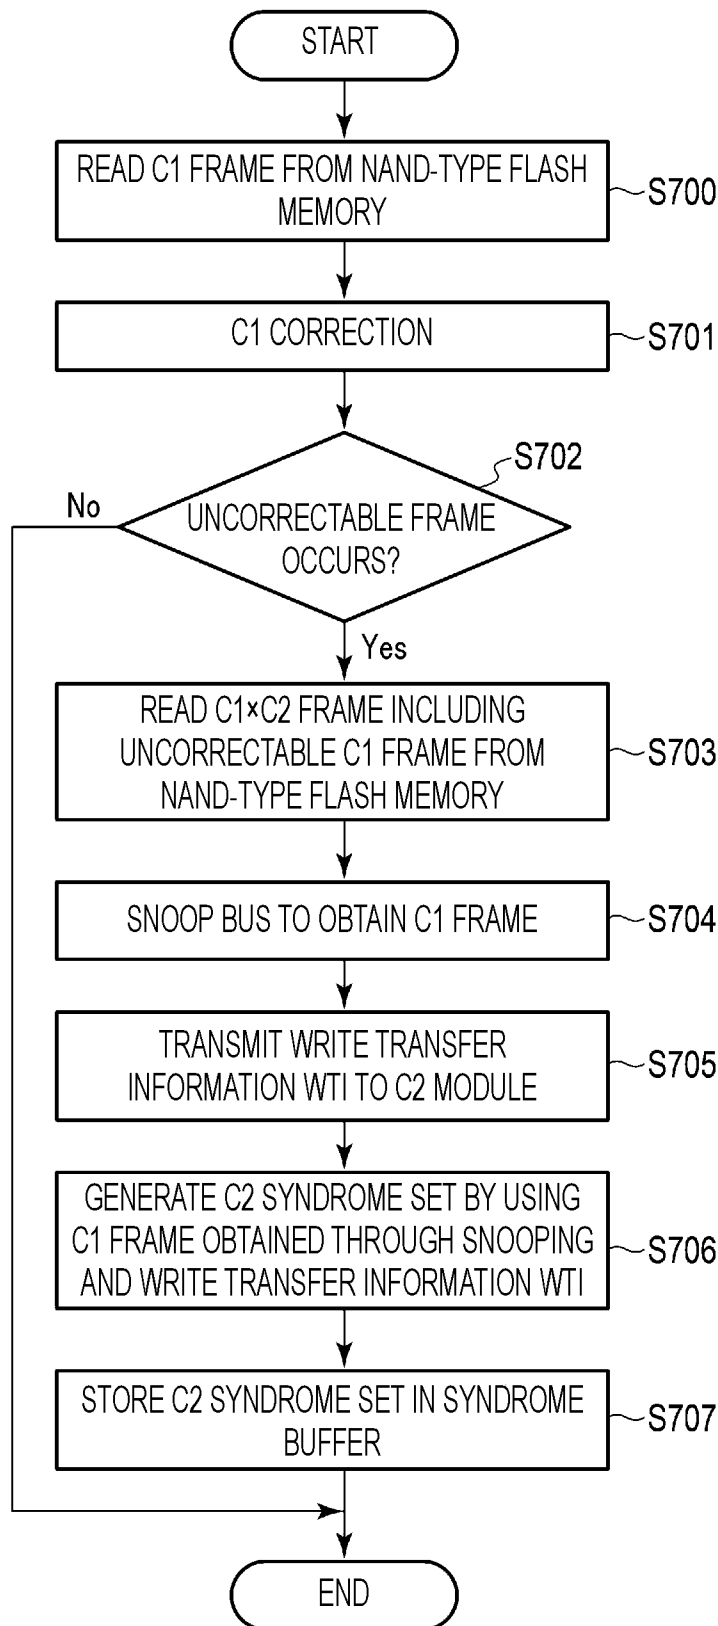 START
READ C1 FRAME FROM NAND-TYPE FLASH
MEMORY
S700
C1 CORRECTION
S701
S702
No
UNCORRECTABLE FRAME
OCCURS?
Yes
READ C1×C2 FRAME INCLUDING
UNCORRECTABLE C1 FRAME FROM
NAND-TYPE FLASH MEMORY
S703
SNOOP BUS TO OBTAIN C1 FRAME
S704
TRANSMIT WRITE TRANSFER
INFORMATION WTI TO C2 MODULE
S705
GENERATE C2 SYNDROME SET BY USING
C1 FRAME OBTAINED THROUGH SNOOPING
AND WRITE TRANSFER INFORMATION WTI
S706
STORE C2 SYNDROME SET IN SYNDROME
BUFFER
S707
END